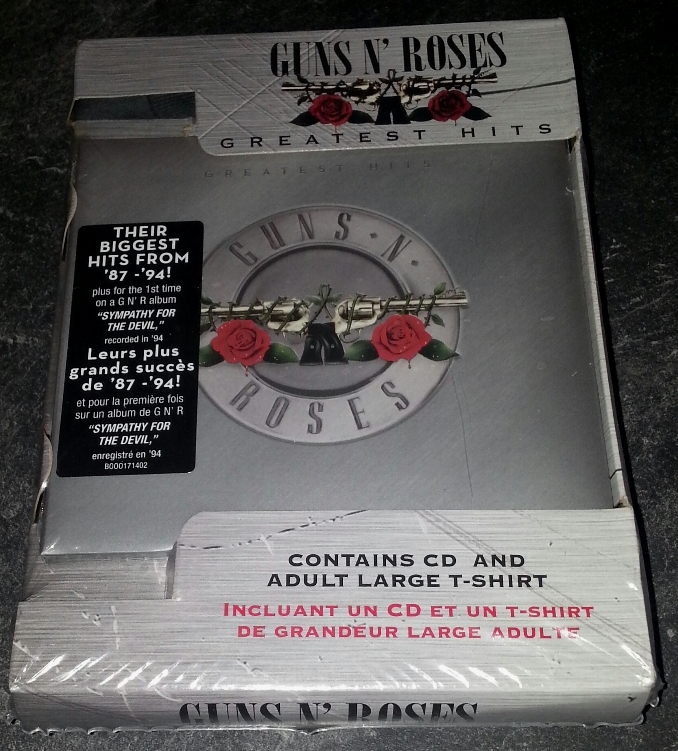 GUNS N' ROSES
GREATEST HITS
GREATEST HITS
GUNS · N ·
ROSES
THEIR
BIGGEST
HITS FROM
'87 -'94!
plus for the 1st time
on a G N' R album
"SYMPATHY FOR
THE DEVIL,"
recorded in '94
Leurs plus
grands succès
de '87 -'94!
et pour la première fois
sur un album de G N' R
"SYMPATHY FOR
THE DEVIL,"
enregistré en '94
B000171402
CONTAINS CD AND
ADULT LARGE T-SHIRT
INCLUANT UN CD ET UN T-SHIRT
DE GRANDEUR LARGE ADULTE
GUNS N' ROSES